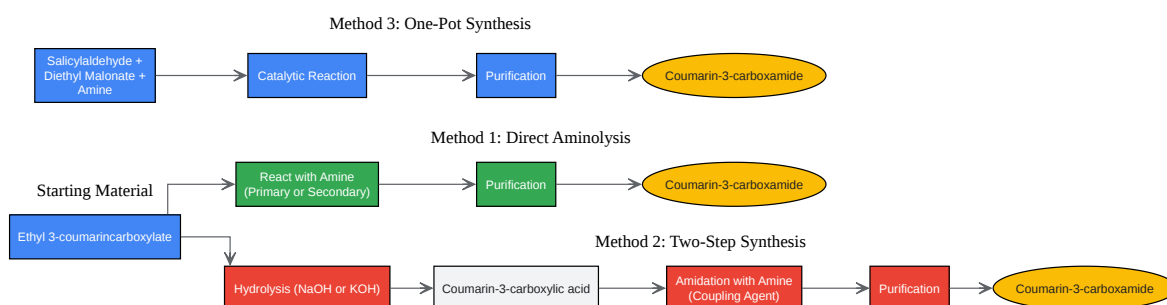 Method 3: One-Pot Synthesis
Salicylaldehyde +
Diethyl Malonate +
Amine
Catalytic Reaction
Purification
Coumarin-3-carboxamide
Method 1: Direct Aminolysis
React with Amine
(Primary or Secondary)
Purification
Coumarin-3-carboxamide
Starting Material
Ethyl 3-coumarincarboxylate
Method 2: Two-Step Synthesis
Hydrolysis (NaOH or KOH)
Coumarin-3-carboxylic acid
Amidation with Amine
(Coupling Agent)
Purification
Coumarin-3-carboxamide